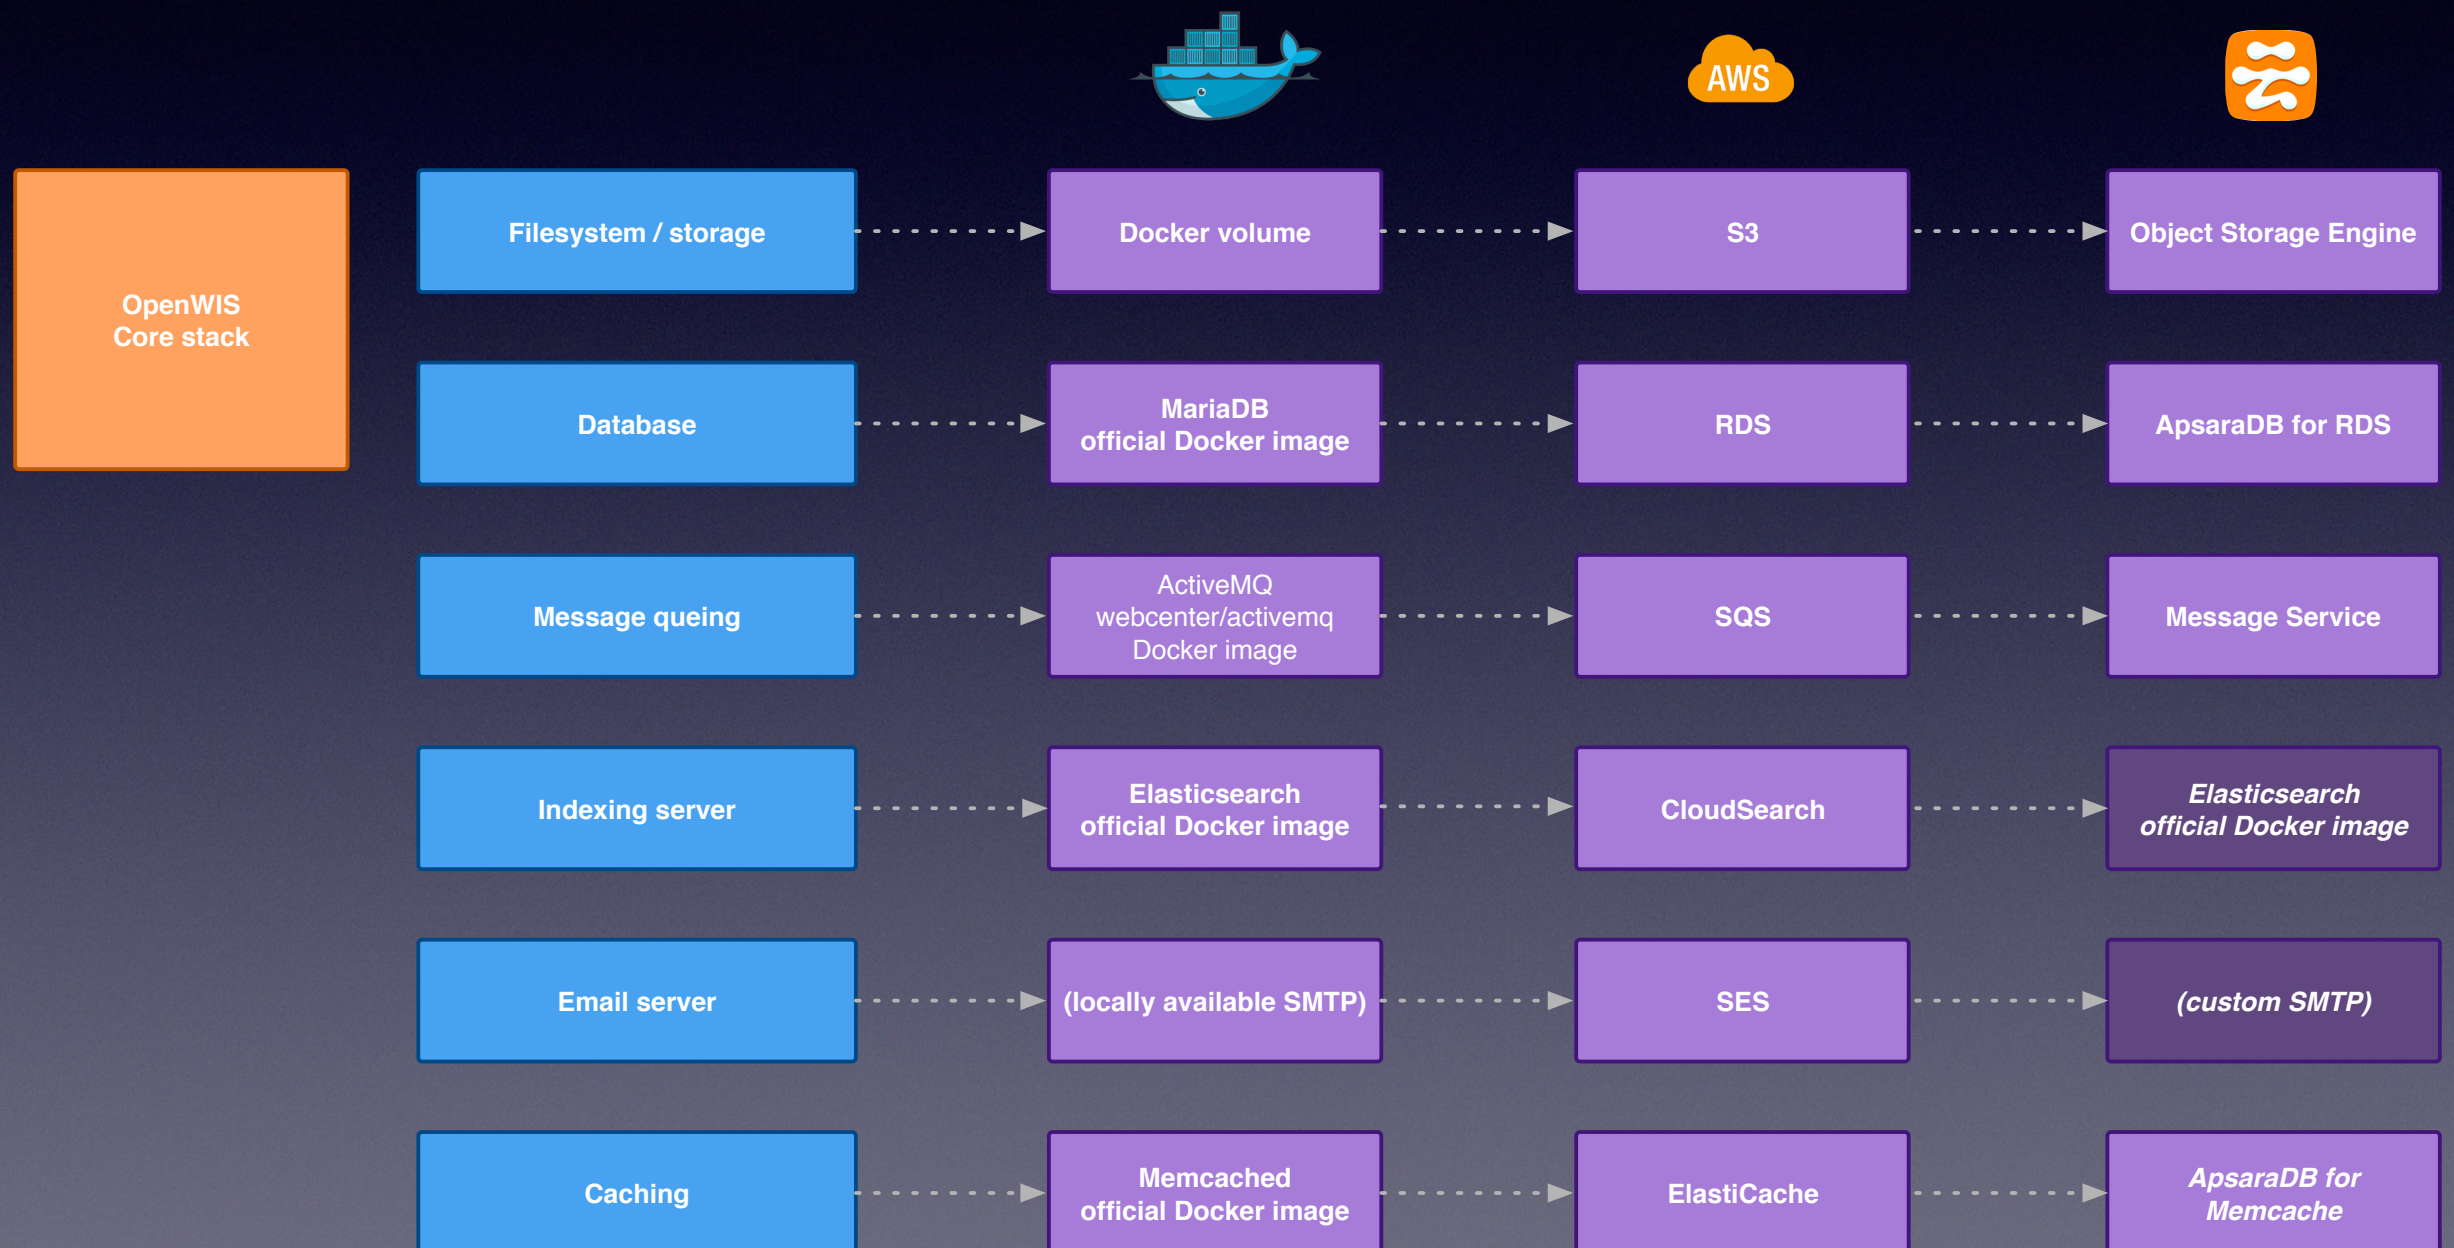 AWS
OpenWIS
Core stack
Filesystem / storage
Docker volume
S3
Object Storage Engine
Database
MariaDB
official Docker image
RDS
ApsaraDB for RDS
Message queing
ActiveMQ
webcenter/activemq
Docker image
SQS
Message Service
Indexing server
Elasticsearch
official Docker image
CloudSearch
Elasticsearch
official Docker image
Email server
(locally available SMTP)
SES
(custom SMTP)
Caching
Memcached
official Docker image
ElastiCache
ApsaraDB for
Memcache